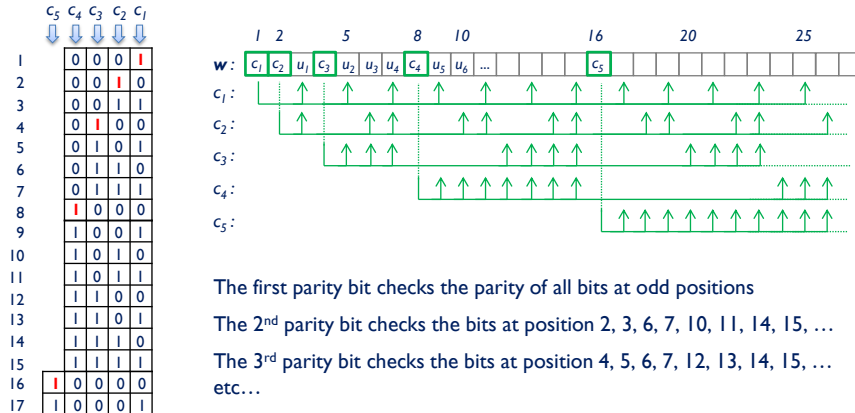 c5 c4 c3 c2 c1
1 0 0 0 1
2 0 0 1 0
3 0 0 1 1
4 0 1 0 0
5 0 1 0 1
6 0 1 1 0
7 0 1 1 1
8 1 0 0 0
9 1 0 0 1
10 1 0 1 0
11 1 0 1 1
12 1 1 0 0
13 1 1 0 1
14 1 1 1 0
15 1 1 1 1
16 1 0 0 0 0
17 1 0 0 0 1
1 2 5 8 10 16 20 25
w : c1 c2 u1 c3 u2 u3 u4 c4 u5 u6 ... c5
c1 :
c2 :
c3 :
c4 :
c5 :
The first parity bit checks the parity of all bits at odd positions
The 2nd parity bit checks the bits at position 2, 3, 6, 7, 10, 11, 14, 15, …
The 3rd parity bit checks the bits at position 4, 5, 6, 7, 12, 13, 14, 15, …
etc…